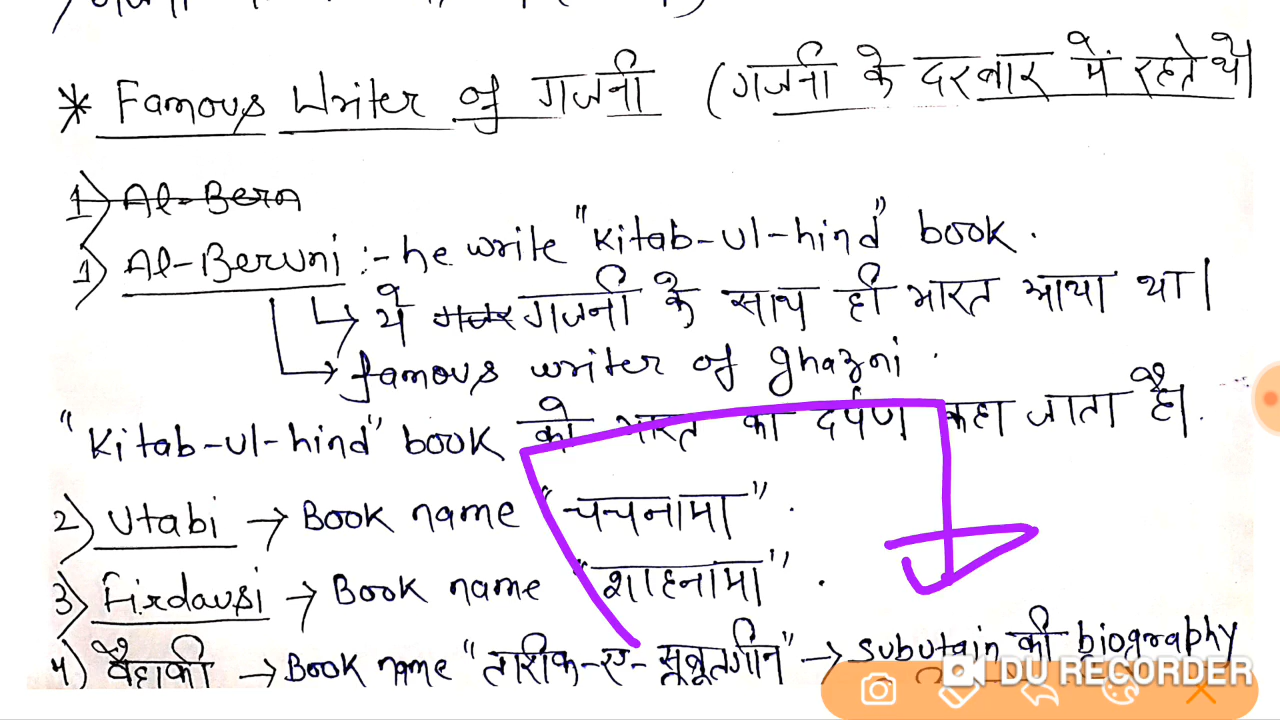 * Famous Writer of गजनी (गजनी के दरबार में रहते थे।
1) Al-Beru
1) Al-Beruni :- he write "Kitab-ul-hind" book.
→ ये गजनी के साथ ही भारत आया था।
→ famous writer of ghazni.
"Kitab-ul-hind" book को भारत का दर्पण कहा जाता है।
2) Utabi → Book name "चचनामा".
3) Firdausi → Book name "शाहनामा".
4) बैहाकी → Book name "तारीक-ए-सुबूतगीन" → Subutain की biography
DU RECORDER